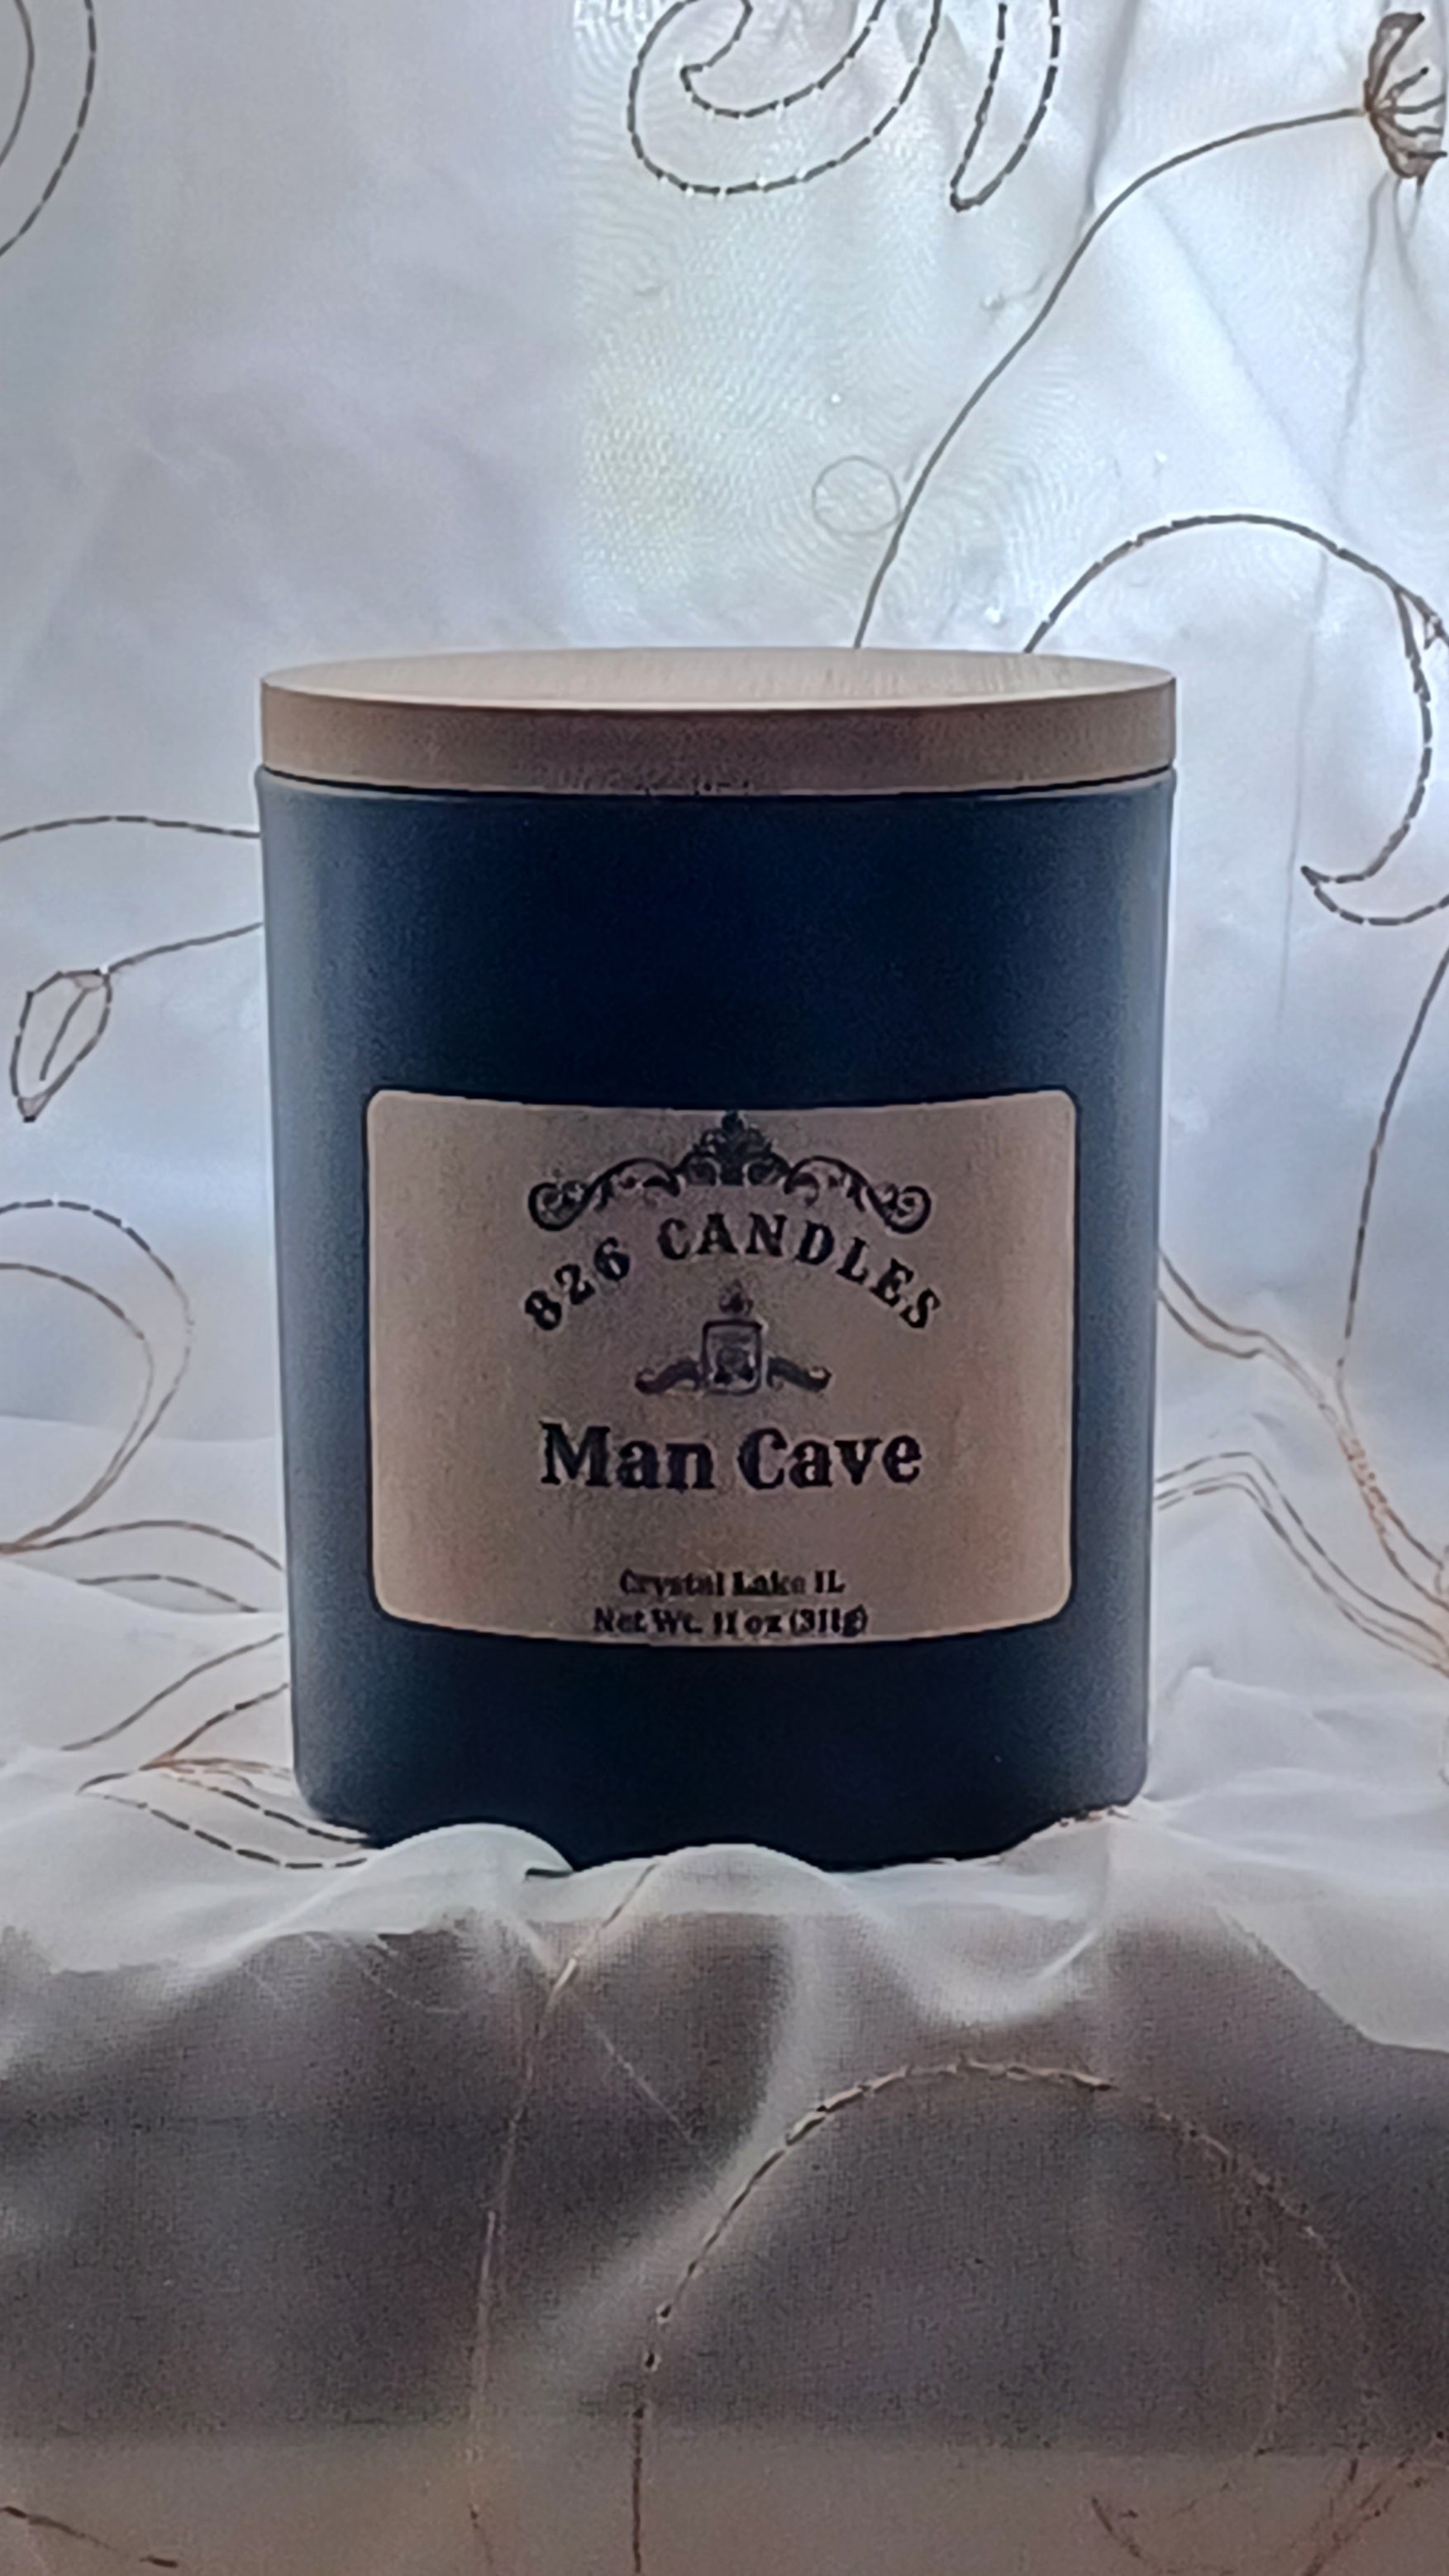 826 CANDLES
Man Cave
Crystal Lake IL
Net Wt. 11 oz (311g)